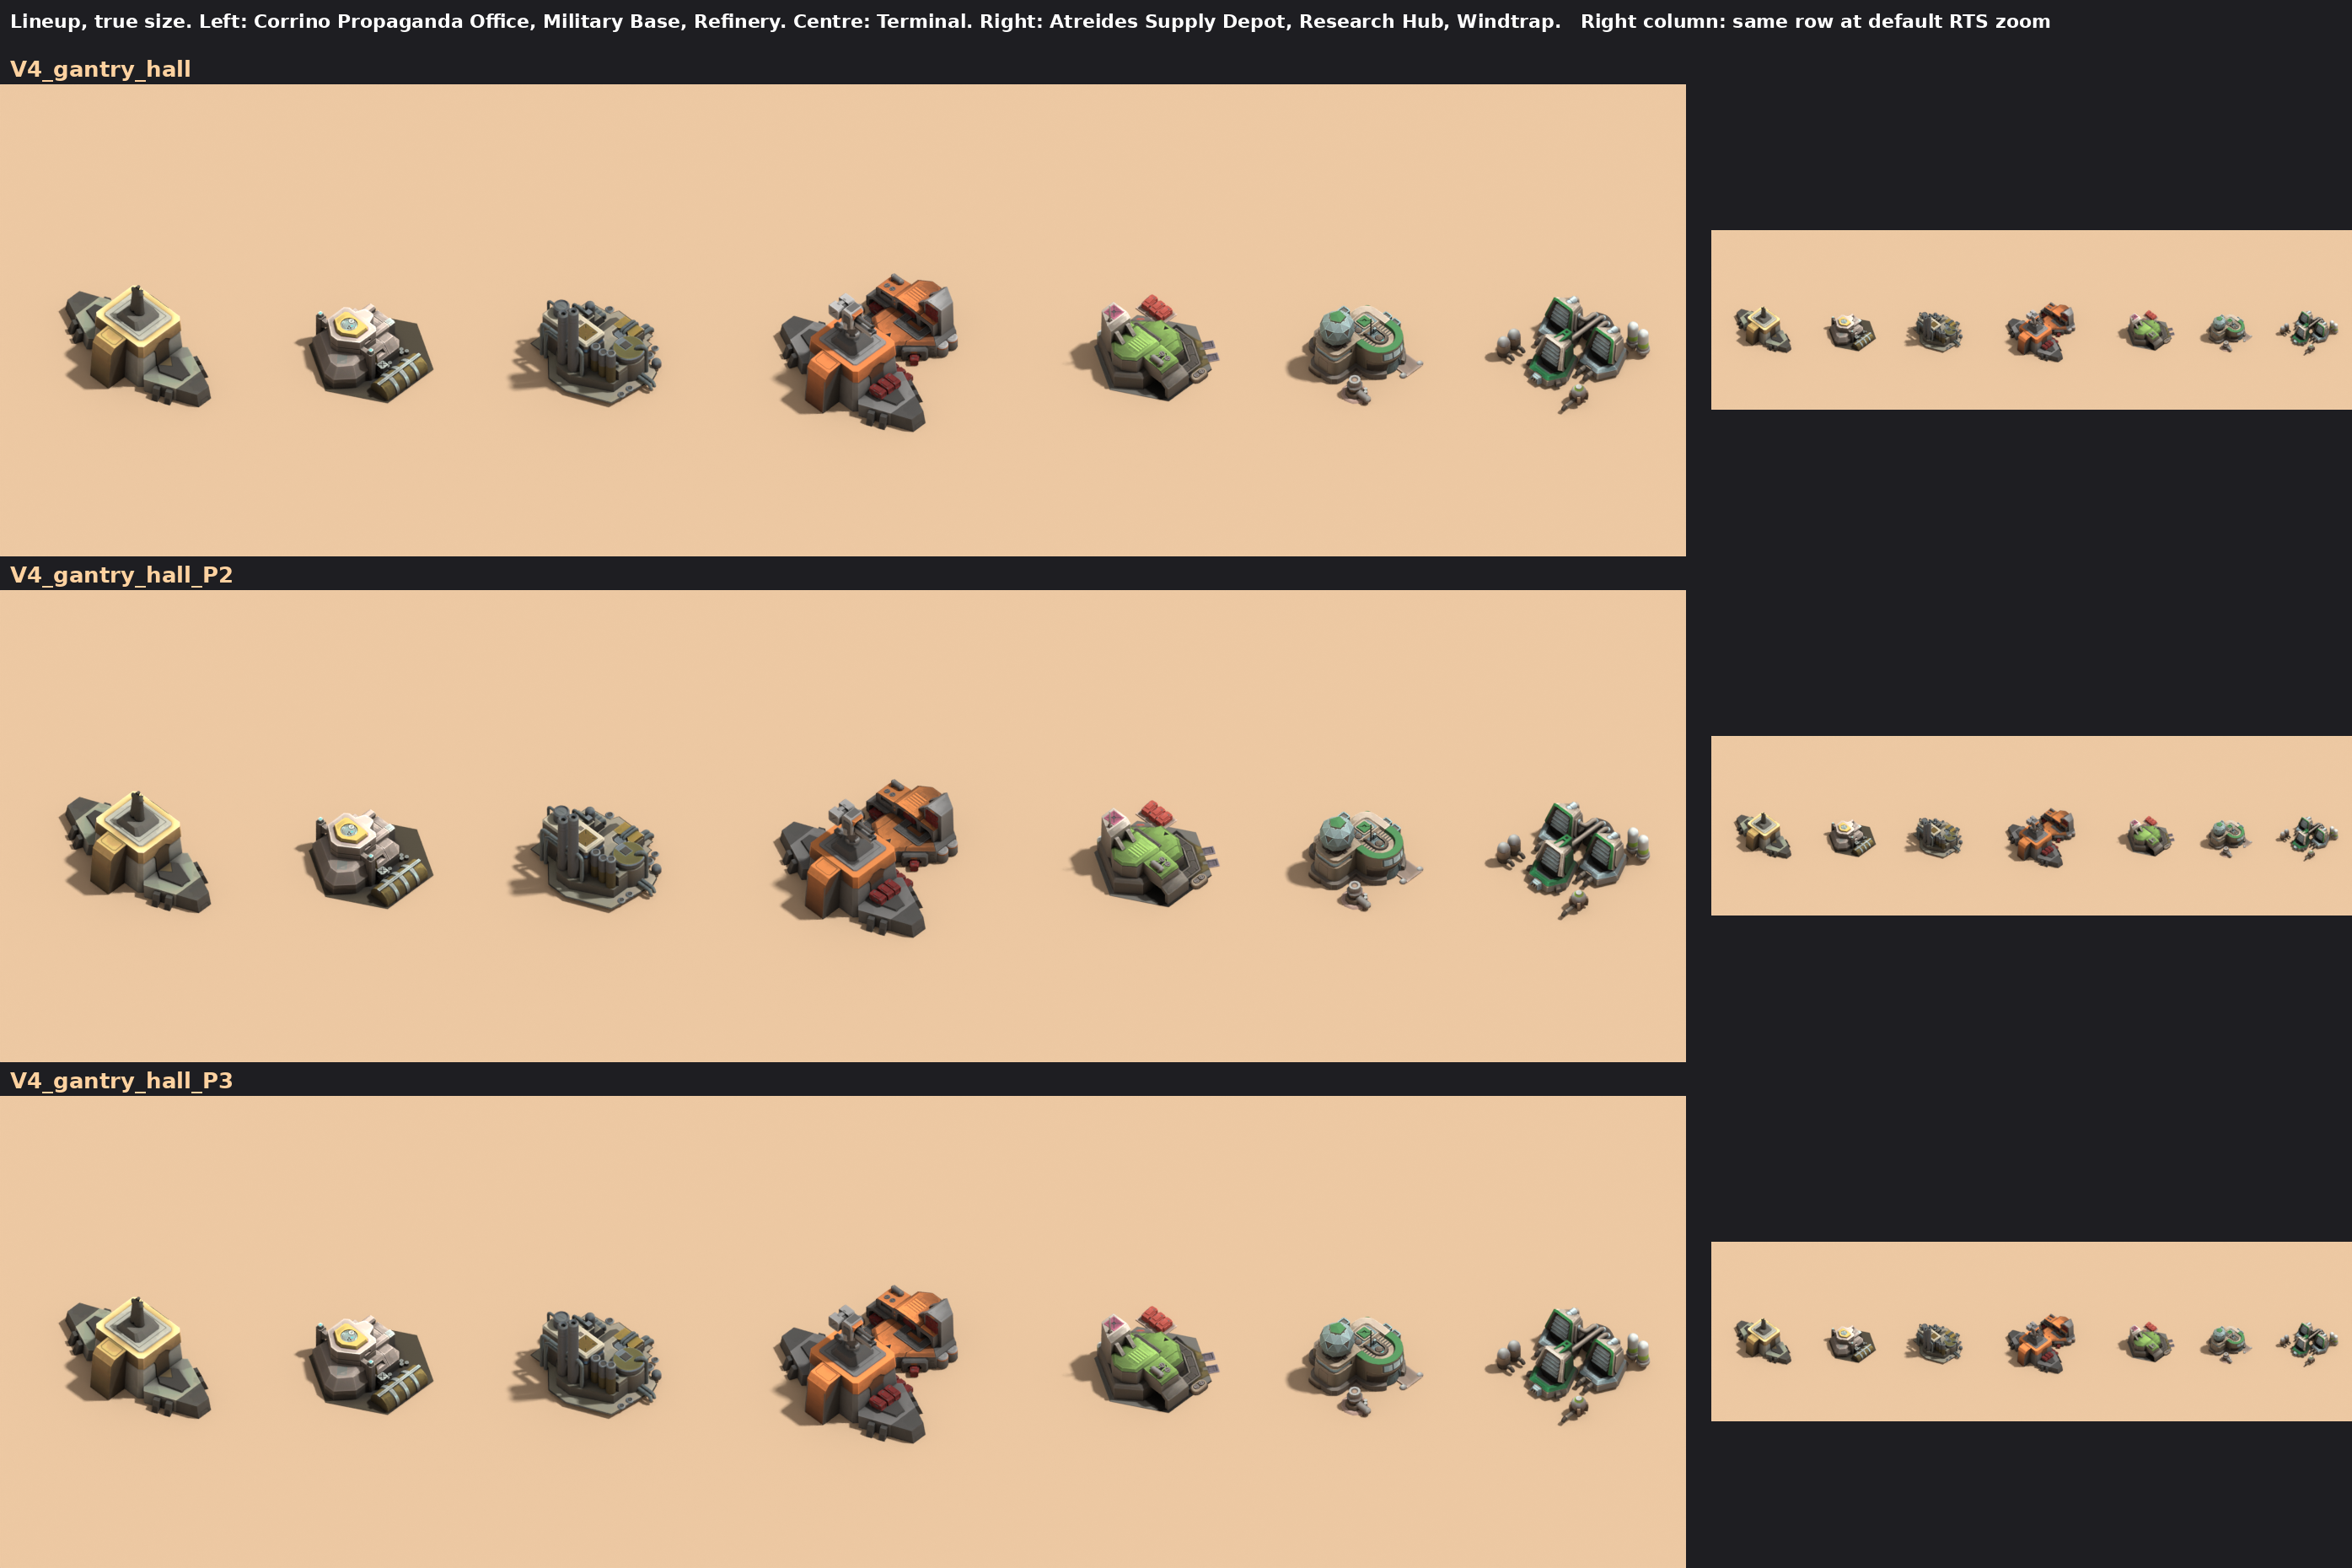 Lineup, true size. Left: Corrino Propaganda Office, Military Base, Refinery. Centre: Terminal. Right: Atreides Supply Depot, Research Hub, Windtrap.   Right column: same row at default RTS zoom
V4_gantry_hall
V4_gantry_hall_P2
V4_gantry_hall_P3